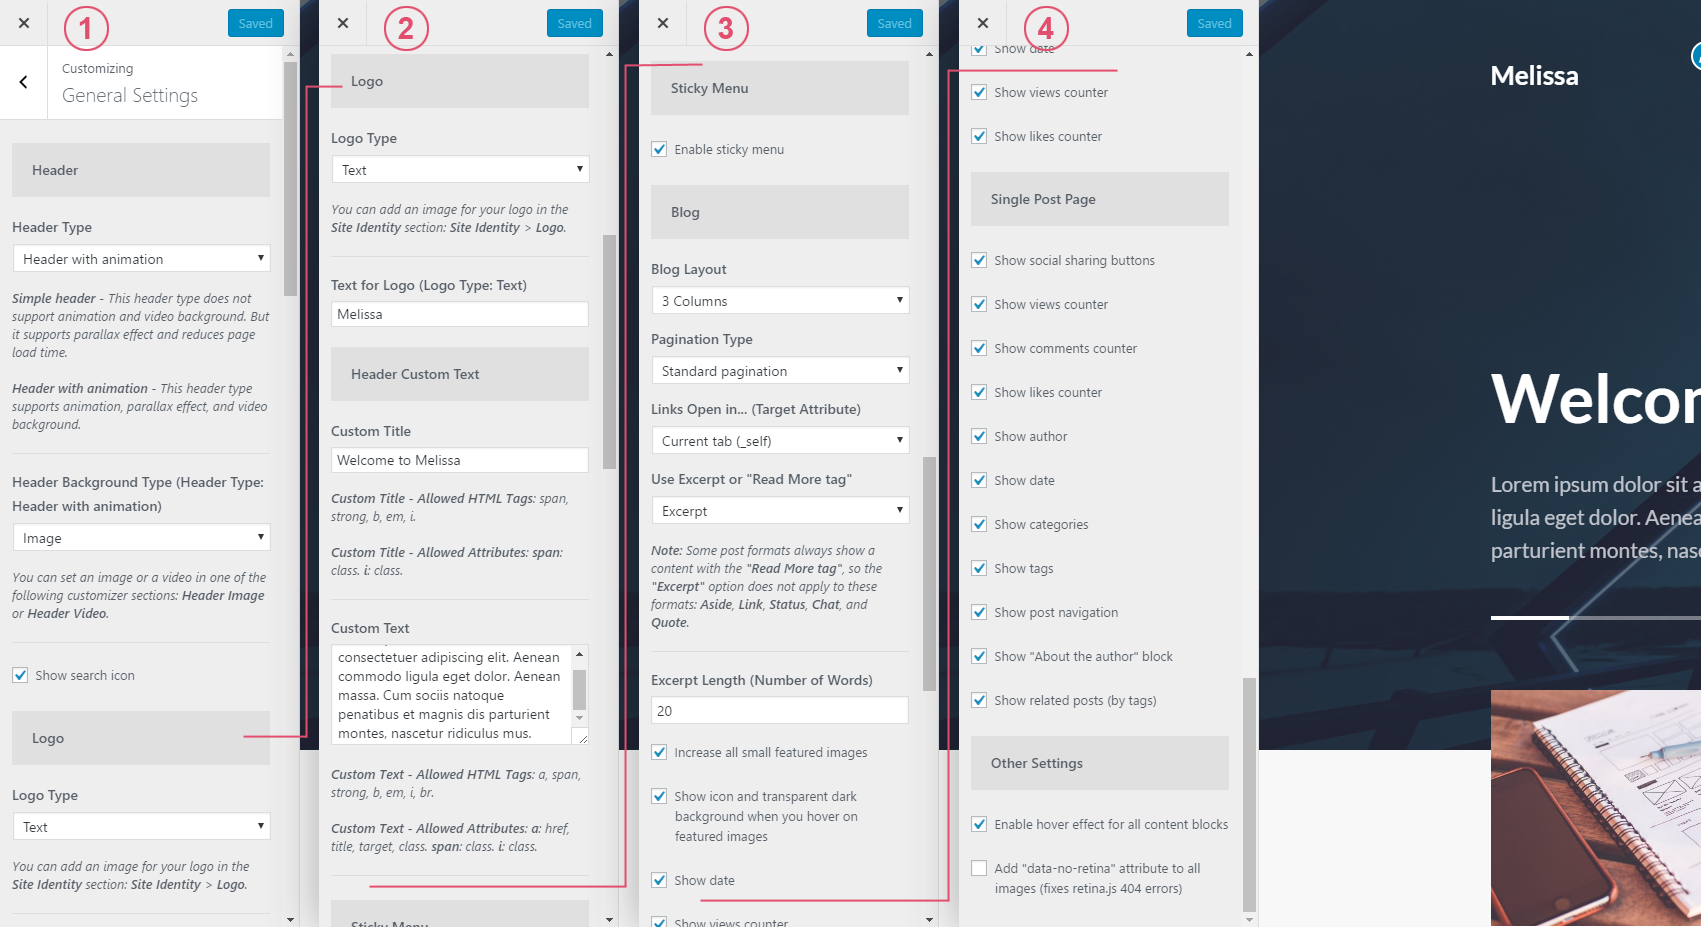 1
Saved
Customizing
General Settings
Header
Header Type
Header with animation
Simple header - This header type does not
support animation and video background. But
it supports parallax effect and reduces page
load time.
Header with animation - This header type
supports animation, parallax effect, and video
background.
Header Background Type (Header Type:
Header with animation)
Image
You can set an image or a video in one of the
following customizer sections: Header Image
or Header Video.
Show search icon
Logo
Logo Type
Text
You can add an image for your logo in the
Site Identity section: Site Identity > Logo.
2
Saved
Logo
Logo Type
Text
You can add an image for your logo in the
Site Identity section: Site Identity > Logo.
Text for Logo (Logo Type: Text)
Melissa
Header Custom Text
Custom Title
Welcome to Melissa
Custom Title - Allowed HTML Tags: span,
strong, b, em, i.
Custom Title - Allowed Attributes: span:
class. i: class.
Custom Text
consectetuer adipiscing elit. Aenean
commodo ligula eget dolor. Aenean
massa. Cum sociis natoque
penatibus et magnis dis parturient
montes, nascetur ridiculus mus.
Custom Text - Allowed HTML Tags: a, span,
strong, b, em, i, br.
Custom Text - Allowed Attributes: a: href,
title, target, class. span: class. i: class.
Sticky Menu
3
Saved
Sticky Menu
Enable sticky menu
Blog
Blog Layout
3 Columns
Pagination Type
Standard pagination
Links Open in... (Target Attribute)
Current tab (_self)
Use Excerpt or "Read More tag"
Excerpt
Note: Some post formats always show a
content with the "Read More tag", so the
"Excerpt" option does not apply to these
formats: Aside, Link, Status, Chat, and
Quote.
Excerpt Length (Number of Words)
20
Increase all small featured images
Show icon and transparent dark
background when you hover on
featured images
Show date
Show views counter
4
Saved
Show date
Show views counter
Show likes counter
Single Post Page
Show social sharing buttons
Show views counter
Show comments counter
Show likes counter
Show author
Show date
Show categories
Show tags
Show post navigation
Show "About the author" block
Show related posts (by tags)
Other Settings
Enable hover effect for all content blocks
Add "data-no-retina" attribute to all
images (fixes retina.js 404 errors)
Melissa
Welcom
Lorem ipsum dolor sit a
ligula eget dolor. Aenea
parturient montes, nasc